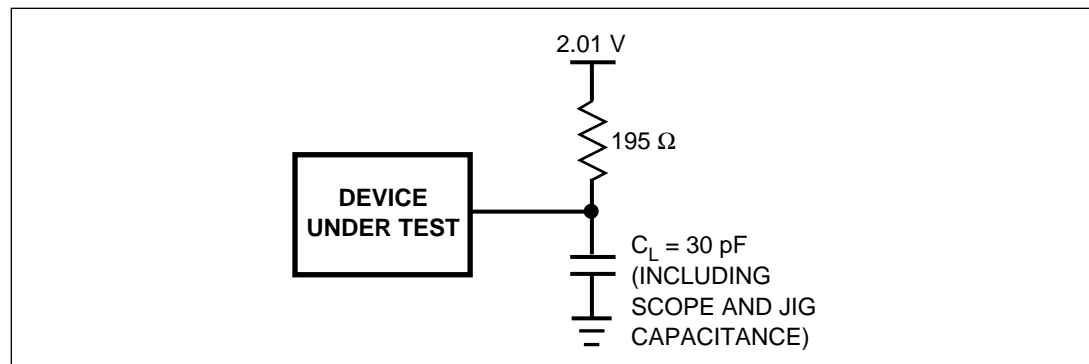 2.01 V
195 Ω
DEVICE
UNDER TEST
C_L = 30 pF
(INCLUDING
SCOPE AND JIG
CAPACITANCE)